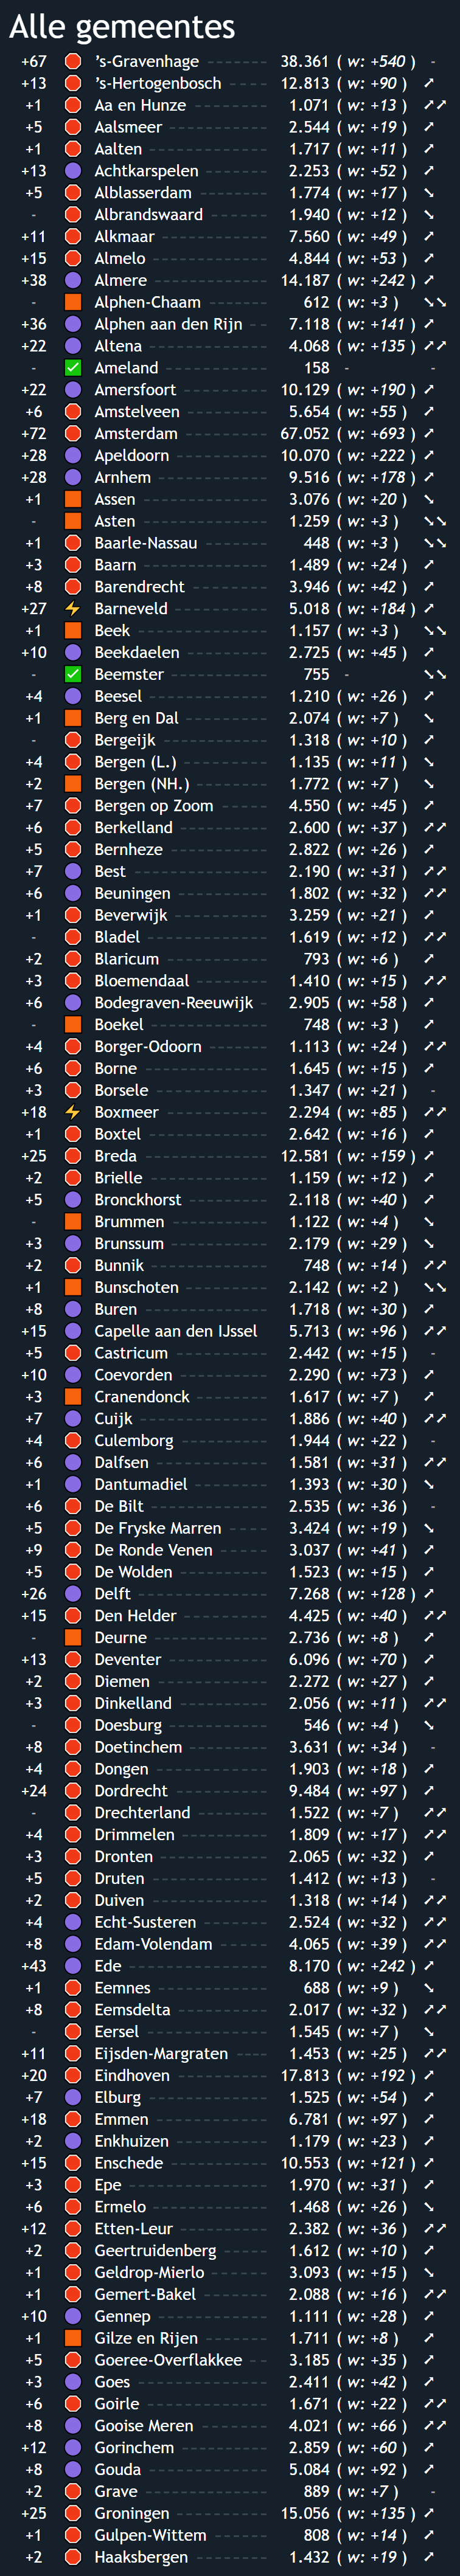 Alle gemeentes
+67 's-Gravenhage 38.361 ( w: +540 ) -
+13 's-Hertogenbosch 12.813 ( w: +90 ) ➚
+1 Aa en Hunze 1.071 ( w: +13 ) ➚➚
+5 Aalsmeer 2.544 ( w: +19 ) ➚
+1 Aalten 1.717 ( w: +11 ) ➚
+13 Achtkarspelen 2.253 ( w: +52 ) ➚
+5 Alblasserdam 1.774 ( w: +17 ) ➘
- Albrandswaard 1.940 ( w: +12 ) ➘
+11 Alkmaar 7.560 ( w: +49 ) ➚
+15 Almelo 4.844 ( w: +53 ) ➚
+38 Almere 14.187 ( w: +242 ) ➚
- Alphen-Chaam 612 ( w: +3 ) ➘➘
+36 Alphen aan den Rijn 7.118 ( w: +141 ) ➚
+22 Altena 4.068 ( w: +135 ) ➚➚
- Ameland 158 - -
+22 Amersfoort 10.129 ( w: +190 ) ➚
+6 Amstelveen 5.654 ( w: +55 ) ➚
+72 Amsterdam 67.052 ( w: +693 ) ➚
+28 Apeldoorn 10.070 ( w: +222 ) ➚
+28 Arnhem 9.516 ( w: +178 ) ➚
+1 Assen 3.076 ( w: +20 ) ➘
- Asten 1.259 ( w: +3 ) ➘➘
+1 Baarle-Nassau 448 ( w: +3 ) ➘➘
+3 Baarn 1.489 ( w: +24 ) ➚
+8 Barendrecht 3.946 ( w: +42 ) ➚
+27 Barneveld 5.018 ( w: +184 ) ➚
+1 Beek 1.157 ( w: +3 ) ➘➘
+10 Beekdaelen 2.725 ( w: +45 ) ➚
- Beemster 755 - ➘➘
+4 Beesel 1.210 ( w: +26 ) ➚
+1 Berg en Dal 2.074 ( w: +7 ) ➘
- Bergeijk 1.318 ( w: +10 ) ➚
+4 Bergen (L.) 1.135 ( w: +11 ) ➘
+2 Bergen (NH.) 1.772 ( w: +7 ) ➘
+7 Bergen op Zoom 4.550 ( w: +45 ) ➚
+6 Berkelland 2.600 ( w: +37 ) ➚➚
+5 Bernheze 2.822 ( w: +26 ) ➚
+7 Best 2.190 ( w: +31 ) ➚➚
+6 Beuningen 1.802 ( w: +32 ) ➚➚
+1 Beverwijk 3.259 ( w: +21 ) ➚
- Bladel 1.619 ( w: +12 ) ➚➚
+2 Blaricum 793 ( w: +6 ) ➚
+3 Bloemendaal 1.410 ( w: +15 ) ➚➚
+6 Bodegraven-Reeuwijk 2.905 ( w: +58 ) ➚
- Boekel 748 ( w: +3 ) ➚
+4 Borger-Odoorn 1.113 ( w: +24 ) ➚➚
+6 Borne 1.645 ( w: +15 ) ➚
+3 Borsele 1.347 ( w: +21 ) -
+18 Boxmeer 2.294 ( w: +85 ) ➚➚
+1 Boxtel 2.642 ( w: +16 ) ➚
+25 Breda 12.581 ( w: +159 ) ➚
+2 Brielle 1.159 ( w: +12 ) ➚
+5 Bronckhorst 2.118 ( w: +40 ) ➚
- Brummen 1.122 ( w: +4 ) ➘
+3 Brunssum 2.179 ( w: +29 ) ➘
+2 Bunnik 748 ( w: +14 ) ➚➚
+1 Bunschoten 2.142 ( w: +2 ) ➘➘
+8 Buren 1.718 ( w: +30 ) ➚
+15 Capelle aan den IJssel 5.713 ( w: +96 ) ➚➚
+5 Castricum 2.442 ( w: +15 ) -
+10 Coevorden 2.290 ( w: +73 ) ➚
+3 Cranendonck 1.617 ( w: +7 ) ➚
+7 Cuijk 1.886 ( w: +40 ) ➚➚
+4 Culemborg 1.944 ( w: +22 ) -
+6 Dalfsen 1.581 ( w: +31 ) ➚➚
+1 Dantumadiel 1.393 ( w: +30 ) ➘
+6 De Bilt 2.535 ( w: +36 ) -
+5 De Fryske Marren 3.424 ( w: +19 ) ➘
+9 De Ronde Venen 3.037 ( w: +41 ) ➚
+5 De Wolden 1.523 ( w: +15 ) ➚
+26 Delft 7.268 ( w: +128 ) ➚
+15 Den Helder 4.425 ( w: +40 ) ➚➚
- Deurne 2.736 ( w: +8 ) ➚
+13 Deventer 6.096 ( w: +70 ) ➚
+2 Diemen 2.272 ( w: +27 ) ➚
+3 Dinkelland 2.056 ( w: +11 ) ➚➚
- Doesburg 546 ( w: +4 ) ➘
+8 Doetinchem 3.631 ( w: +34 ) -
+4 Dongen 1.903 ( w: +18 ) ➚
+24 Dordrecht 9.484 ( w: +97 ) ➚
- Drechterland 1.522 ( w: +7 ) ➚➚
+4 Drimmelen 1.809 ( w: +17 ) ➚➚
+3 Dronten 2.065 ( w: +32 ) ➚
+5 Druten 1.412 ( w: +13 ) -
+2 Duiven 1.318 ( w: +14 ) ➚➚
+4 Echt-Susteren 2.524 ( w: +32 ) ➚➚
+8 Edam-Volendam 4.065 ( w: +39 ) ➚➚
+43 Ede 8.170 ( w: +242 ) ➚
+1 Eemnes 688 ( w: +9 ) ➘
+8 Eemsdelta 2.017 ( w: +32 ) ➚➚
- Eersel 1.545 ( w: +7 ) ➘
+11 Eijsden-Margraten 1.453 ( w: +25 ) ➚➚
+20 Eindhoven 17.813 ( w: +192 ) ➚
+7 Elburg 1.525 ( w: +54 ) ➚
+18 Emmen 6.781 ( w: +97 ) ➚
+2 Enkhuizen 1.179 ( w: +23 ) ➚
+15 Enschede 10.553 ( w: +121 ) ➚
+3 Epe 1.970 ( w: +31 ) ➚
+6 Ermelo 1.468 ( w: +26 ) ➘
+12 Etten-Leur 2.382 ( w: +36 ) ➚➚
+2 Geertruidenberg 1.612 ( w: +10 ) ➚
+1 Geldrop-Mierlo 3.093 ( w: +15 ) ➘
+1 Gemert-Bakel 2.088 ( w: +16 ) ➚➚
+10 Gennep 1.111 ( w: +28 ) ➚
+1 Gilze en Rijen 1.711 ( w: +8 ) ➚
+5 Goeree-Overflakkee 3.185 ( w: +35 ) ➚
+3 Goes 2.411 ( w: +42 ) ➚
+6 Goirle 1.671 ( w: +22 ) ➚➚
+8 Gooise Meren 4.021 ( w: +66 ) ➚➚
+12 Gorinchem 2.859 ( w: +60 ) ➚
+8 Gouda 5.084 ( w: +92 ) ➚
+2 Grave 889 ( w: +7 ) -
+25 Groningen 15.056 ( w: +135 ) ➚
+1 Gulpen-Wittem 808 ( w: +14 ) ➚
+2 Haaksbergen 1.432 ( w: +19 ) ➚